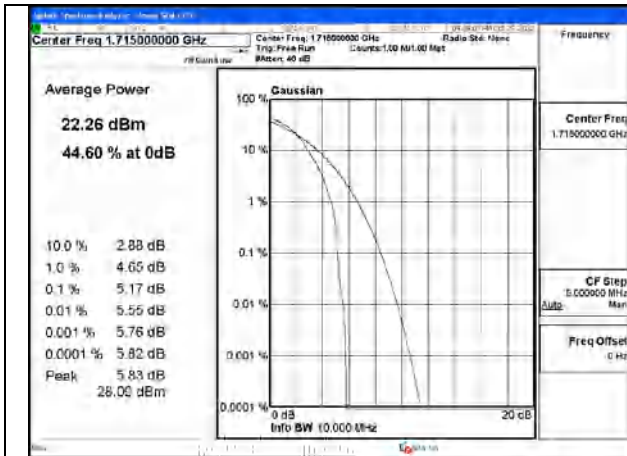 Center Freq 1.715000000 GHz
Center Freq: 1.715000000 GHz
Radio Std: None
Trig: Free Run
Counts:1.00 M/1.00 Mpt
#Atten: 40 dB
Frequency
Average Power
22.26 dBm
44.60 % at 0dB
10.0 % 2.88 dB
1.0 % 4.65 dB
0.1 % 5.17 dB
0.01 % 5.55 dB
0.001 % 5.76 dB
0.0001 % 5.82 dB
Peak 5.83 dB
28.09 dBm
Gaussian
100 %
10 %
1 %
0.1 %
0.01 %
0.001 %
0.0001 %
0 dB
20 dB
Info BW 10.000 MHz
Center Freq
1.715000000 GHz
CF Step
5.000000 MHz
Auto Man
Freq Offset
0 Hz